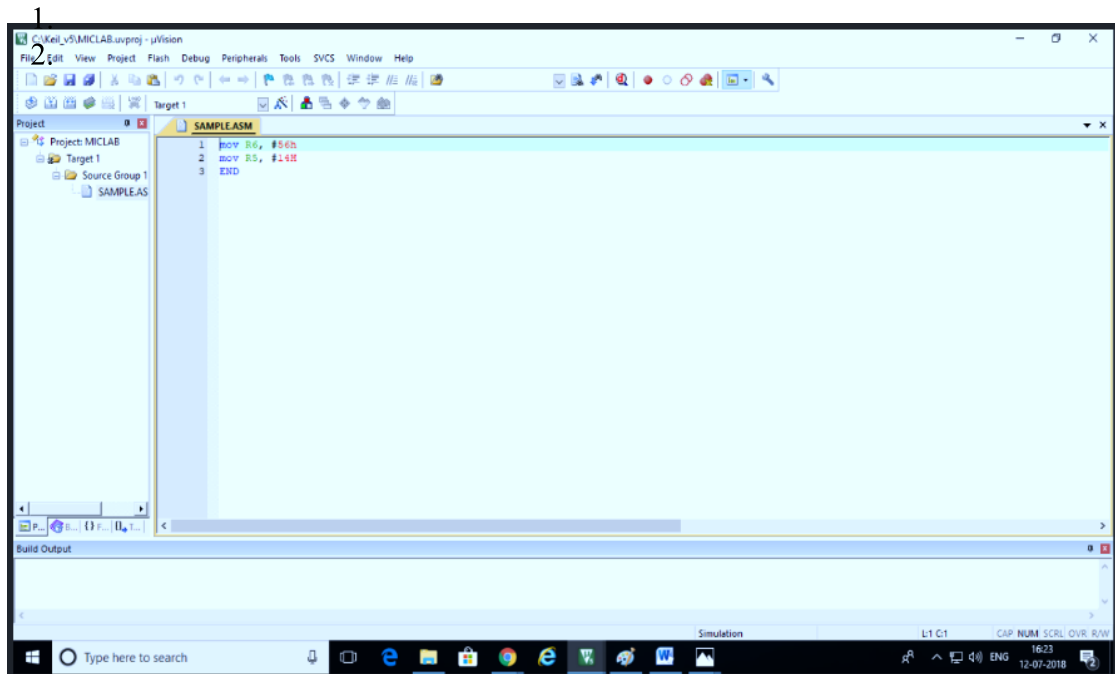 1.
C:\Keil_v5\MICLAB.uvproj - µVision
2.
File Edit View Project Flash Debug Peripherals Tools SVCS Window Help
Target 1
Project
SAMPLE.ASM
Project: MICLAB
Target 1
Source Group 1
SAMPLE.AS
1 mov R6, #56h
2 mov R5, #14H
3 END
P... B... {} F... T...
Build Output
Simulation L:1 C:1 CAP NUM SCRL OVR R/W
Type here to search
ENG
16:23
12-07-2018
2